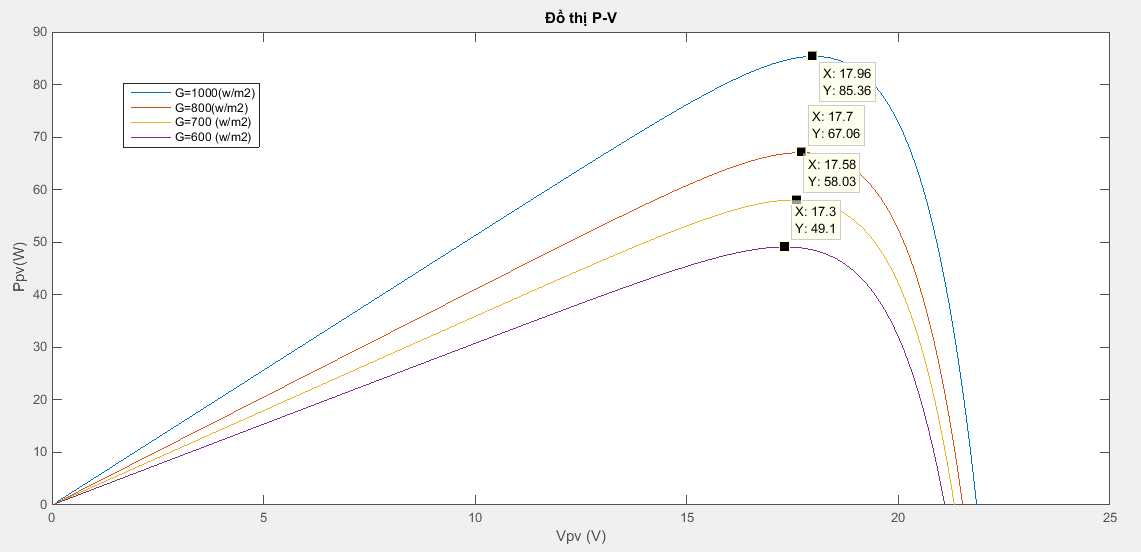 Đồ thị P-V
G=1000(w/m2)
G=800(w/m2)
G=700 (w/m2)
G=600 (w/m2)
X: 17.96
Y: 85.36
X: 17.7
Y: 67.06
X: 17.58
Y: 58.03
X: 17.3
Y: 49.1
Ppv(W)
90
80
70
60
50
40
30
20
10
0
0
5
10
15
20
25
Vpv (V)